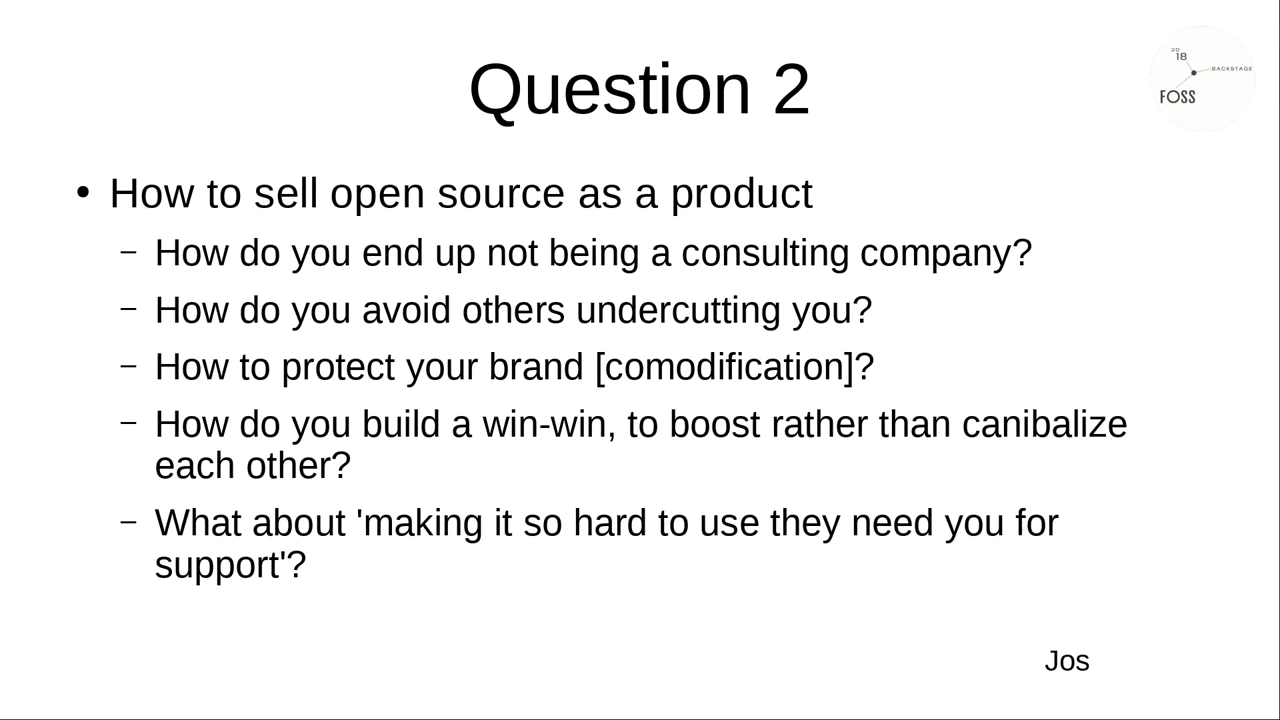 Question 2
20
18
BACKSTAGE
FOSS
• How to sell open source as a product
– How do you end up not being a consulting company?
– How do you avoid others undercutting you?
– How to protect your brand [comodification]?
– How do you build a win-win, to boost rather than canibalize
each other?
– What about 'making it so hard to use they need you for
support'?
Jos